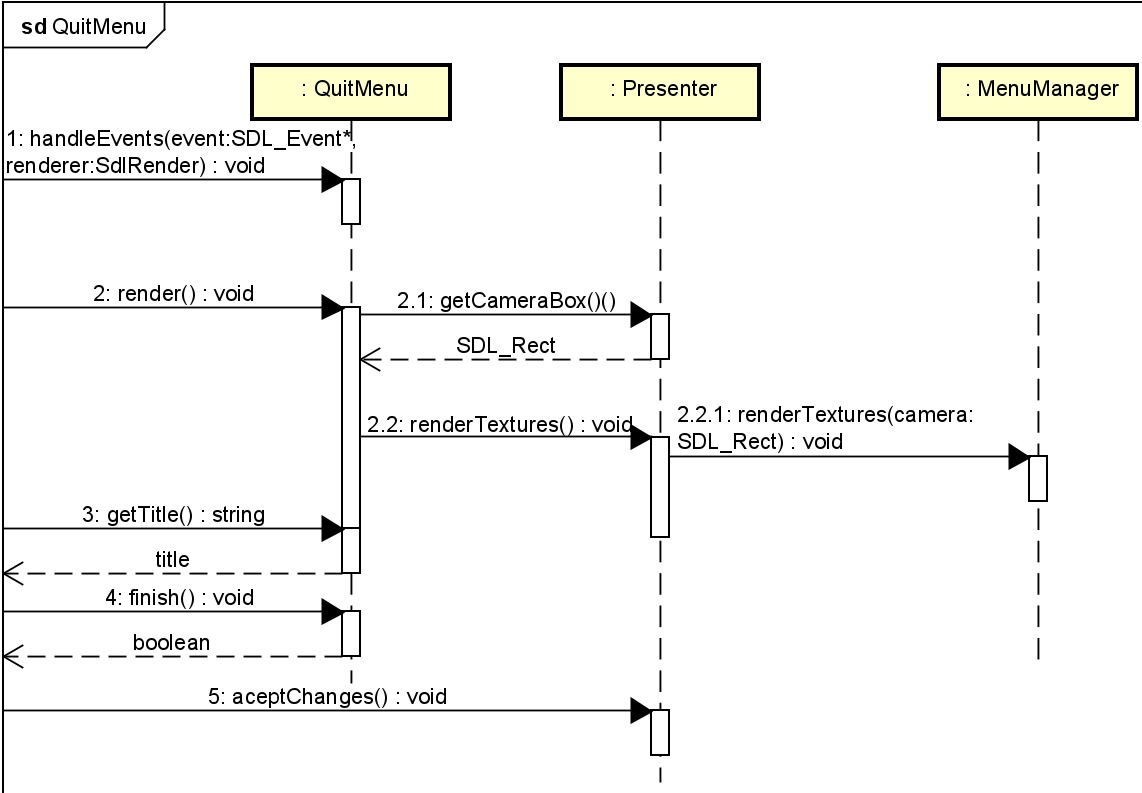 sd QuitMenu
: QuitMenu
: Presenter
: MenuManager
1: handleEvents(event:SDL_Event*,
renderer:SdlRender) : void
2: render() : void
2.1: getCameraBox()()
SDL_Rect
2.2: renderTextures() : void
2.2.1: renderTextures(camera:
SDL_Rect) : void
3: getTitle() : string
title
4: finish() : void
boolean
5: aceptChanges() : void